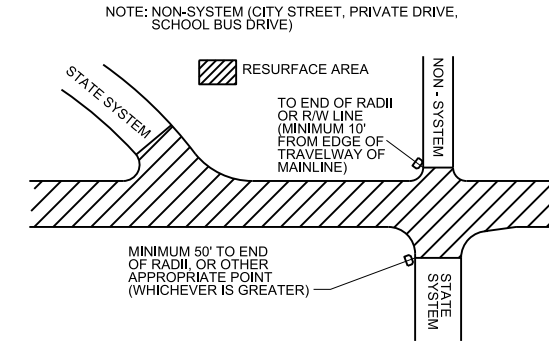 NOTE: NON-SYSTEM (CITY STREET, PRIVATE DRIVE,
SCHOOL BUS DRIVE)
STATE SYSTEM
RESURFACE AREA
NON - SYSTEM
TO END OF RADII
OR R/W LINE
(MINIMUM 10'
FROM EDGE OF
TRAVELWAY OF
MAINLINE)
MINIMUM 50' TO END
OF RADII, OR OTHER
APPROPRIATE POINT
(WHICHEVER IS GREATER)
STATE
SYSTEM